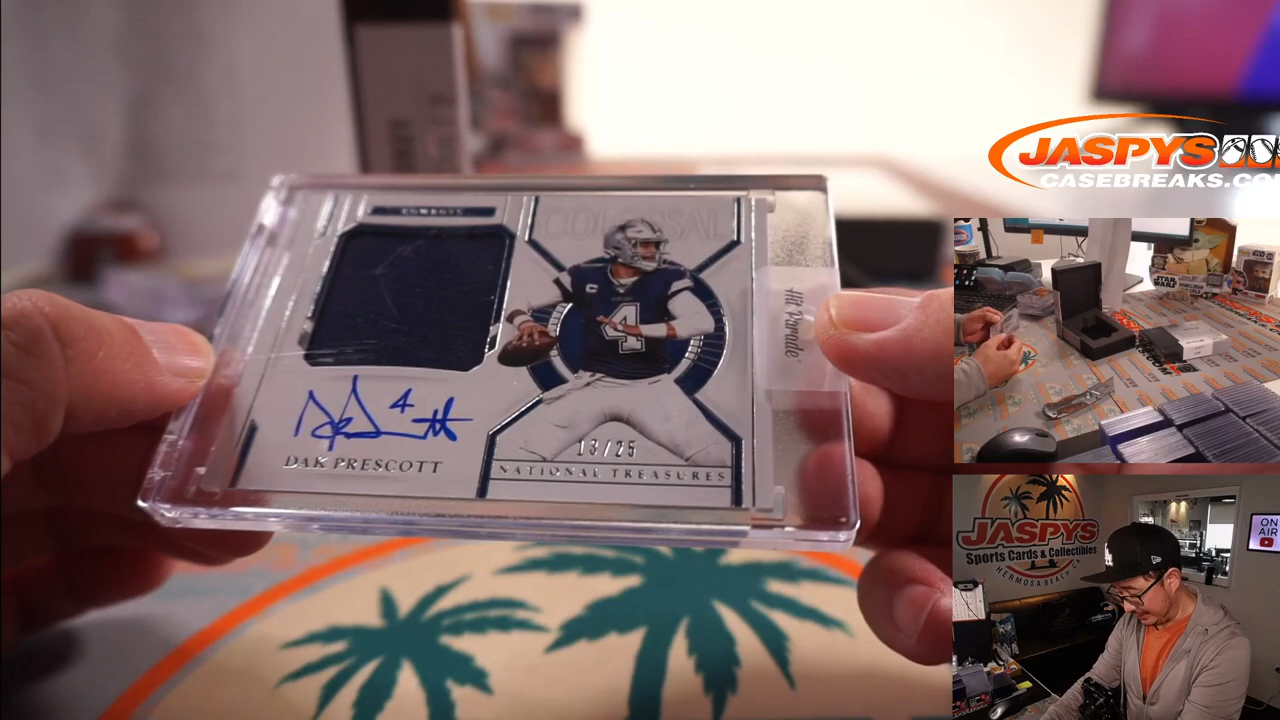 COWBOYS
COLOSSAL
4
4
DAK PRESCOTT
13/25
NATIONAL TREASURES
Hit Parade
JASPYS
CASEBREAKS.CO
STAR
WARS
JASPYS
Sports Cards & Collectibles
HERMOSA BEACH CA
ON
AIR